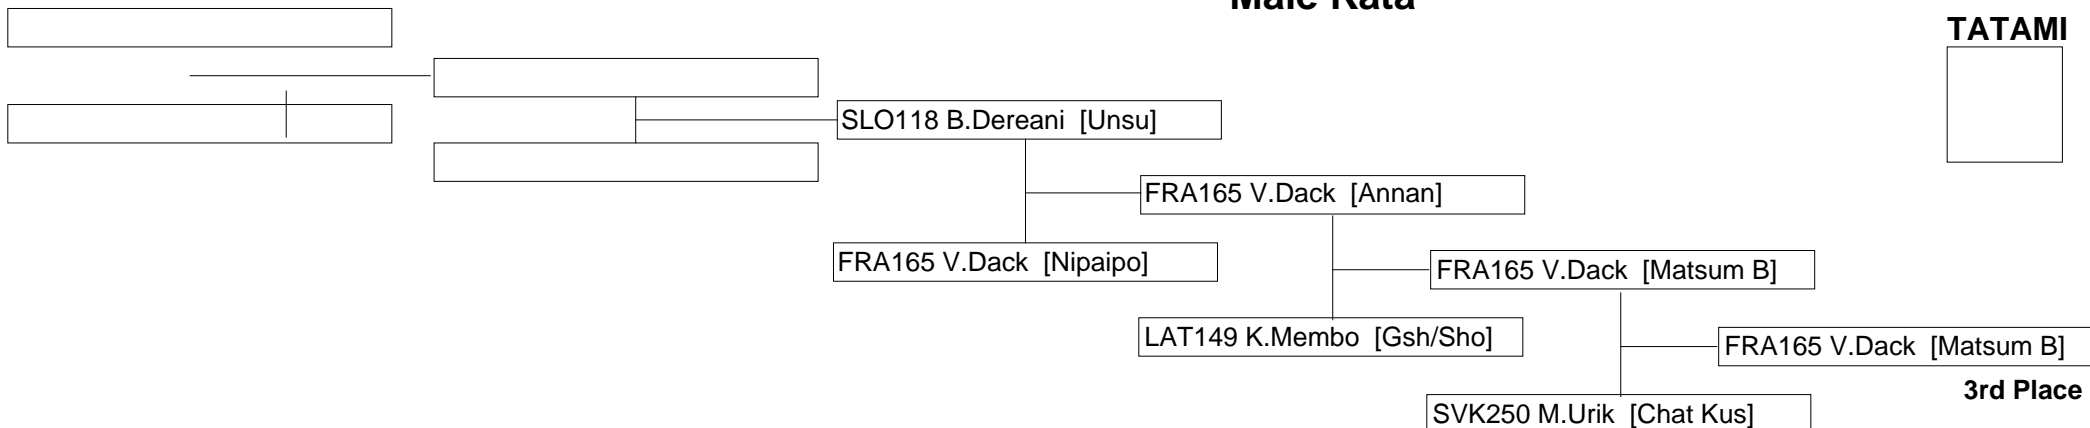 Male Kata
TATAMI
SLO118 B.Dereani [Unsu]
FRA165 V.Dack [Annan]
FRA165 V.Dack [Nipaipo]
FRA165 V.Dack [Matsum B]
LAT149 K.Membo [Gsh/Sho]
FRA165 V.Dack [Matsum B]
3rd Place
SVK250 M.Urik [Chat Kus]